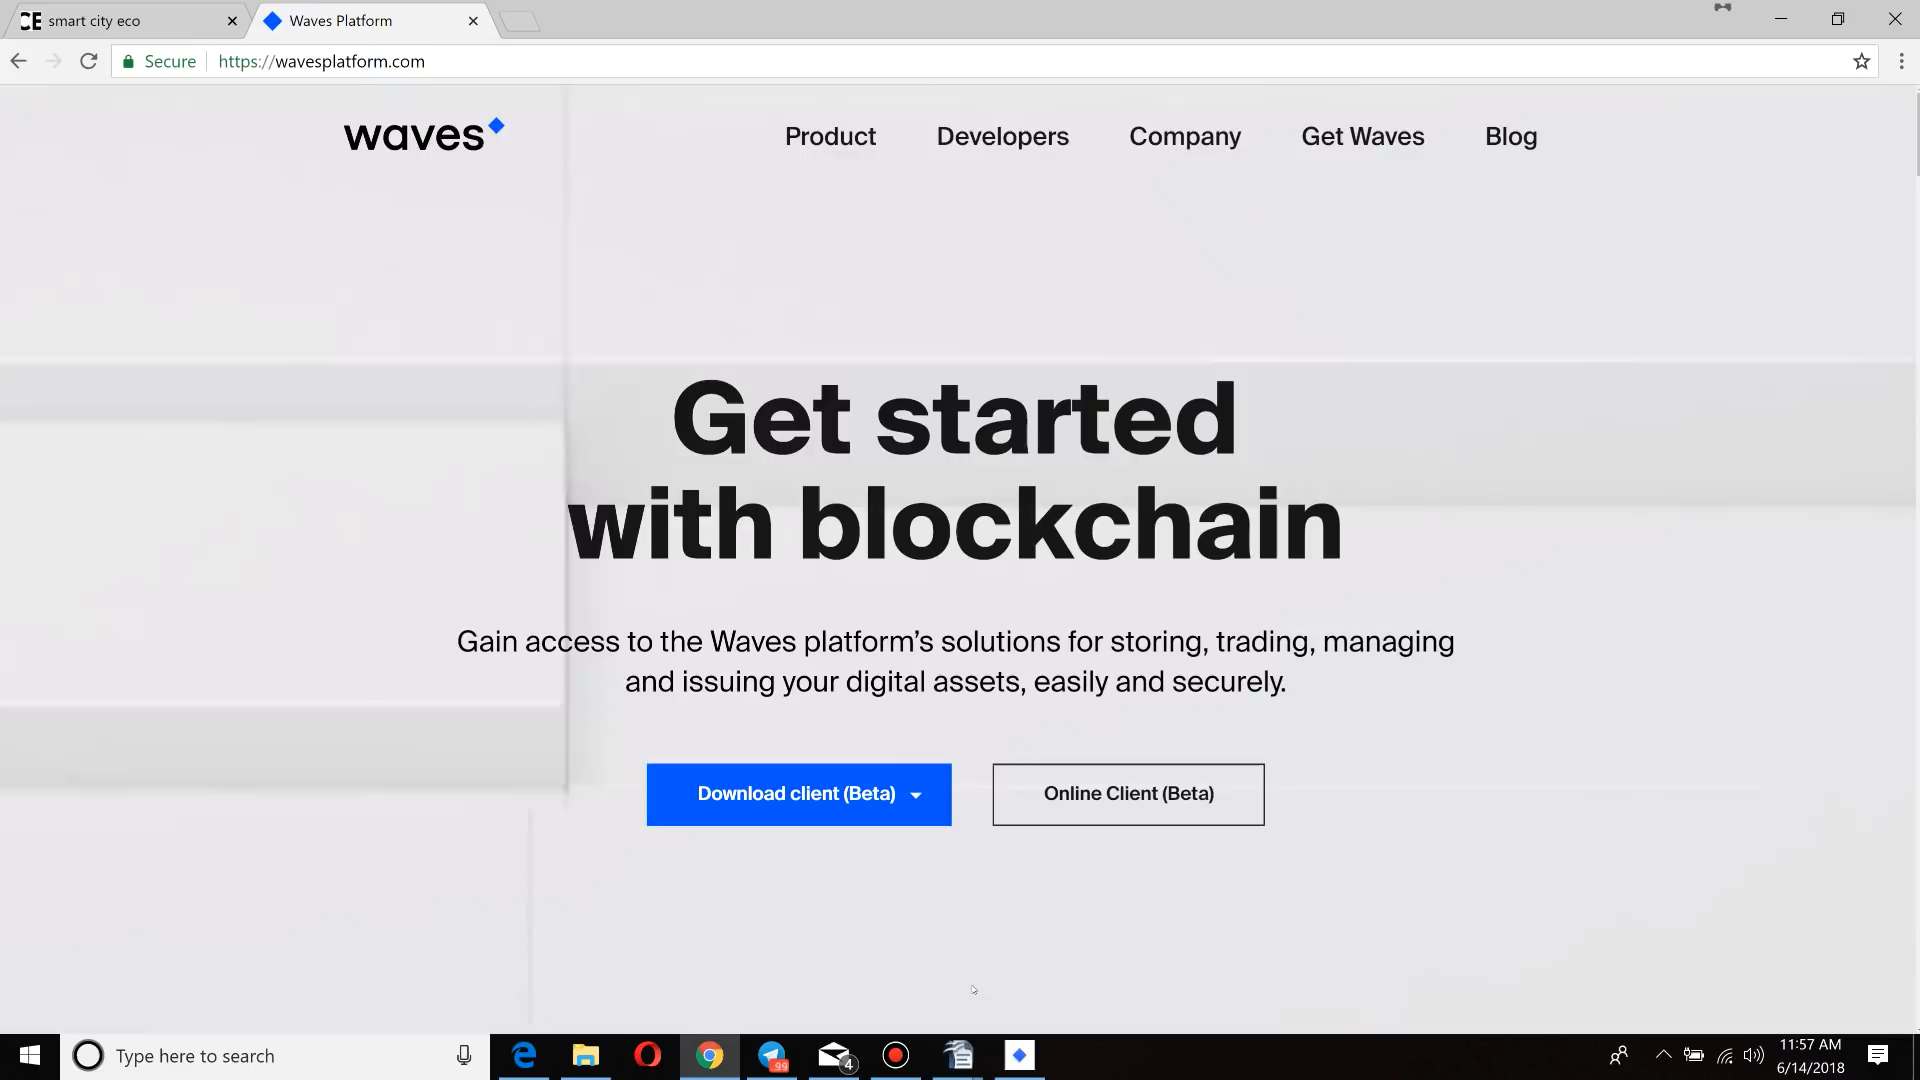 smart city eco
Waves Platform
Secure
https://wavesplatform.com
waves
Product
Developers
Company
Get Waves
Blog
Get started
with blockchain
Gain access to the Waves platform’s solutions for storing, trading, managing
and issuing your digital assets, easily and securely.
Download client (Beta)
Online Client (Beta)
Type here to search
99
4
11:57 AM
6/14/2018